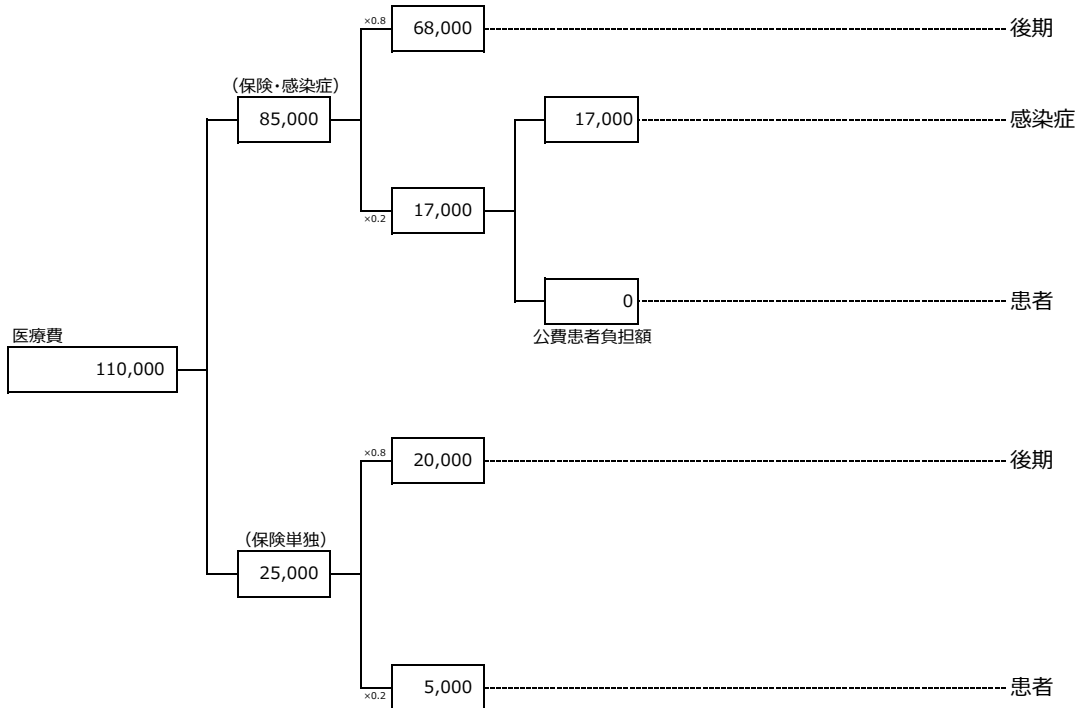 ×0.8
68,000
後期
（保険・感染症）
85,000
17,000
感染症
×0.2
17,000
0
患者
公費患者負担額
医療費
110,000
×0.8
20,000
後期
（保険単独）
25,000
×0.2
5,000
患者